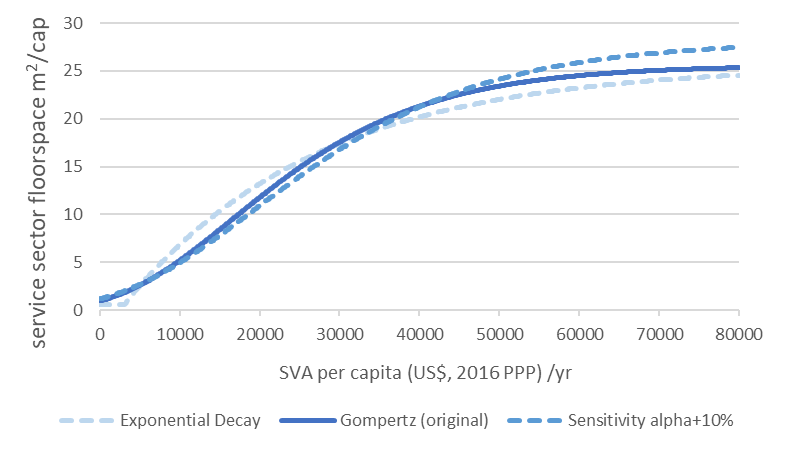 service sector floorspace m²/cap
30
25
20
15
10
5
0
0 10000 20000 30000 40000 50000 60000 70000 80000
SVA per capita (US$, 2016 PPP) /yr
Exponential Decay Gompertz (original) Sensitivity alpha+10%